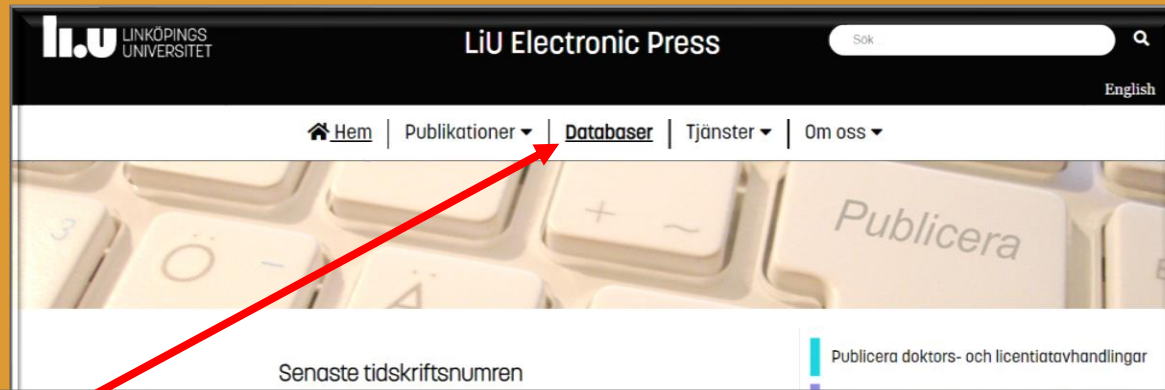 LINKÖPINGS
UNIVERSITET
LiU Electronic Press
Sök
English
Hem
Publikationer
Databaser
Tjänster
Om oss
3
Ö
-
+
~
Ä
Publicera
Senaste tidskriftsnumren
Publicera doktors- och licentiatavhandlingar